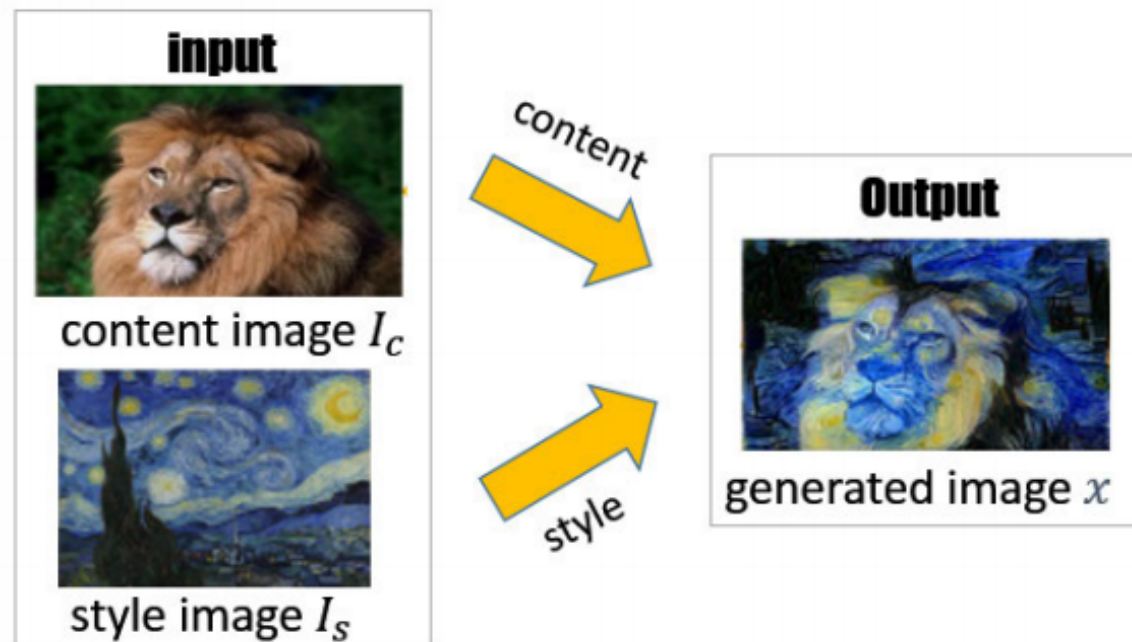 input
content image I_c
style image I_s
content
style
Output
generated image x